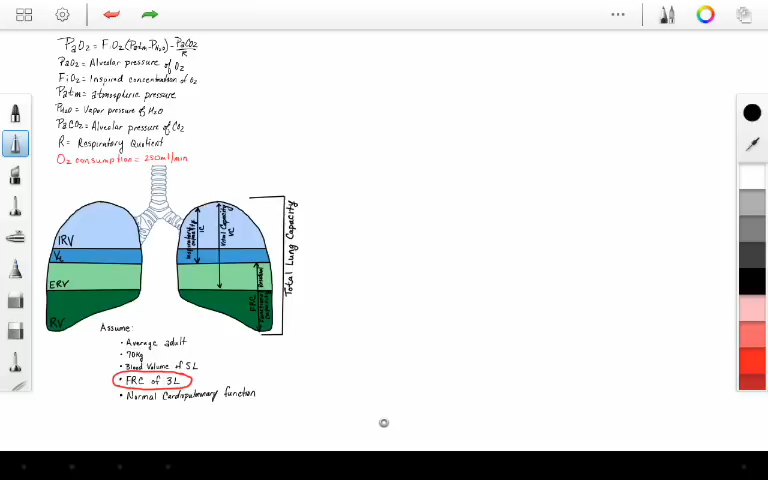 PaO2 = FiO2 (Patm - PH2O) - PaCO2/R
PaO2 = Alveolar pressure of O2
FiO2 = Inspired concentration of O2
Patm = atmospheric pressure
PH2O = Vapor pressure of H2O
PaCO2 = Alveolar pressure of CO2
R = Respiratory Quotient
O2 consumption = 250ml/min
IRV
Vt
ERV
RV
Inspiratory
IC
Vital Capacity
VC
FRC
Functional
Residual
Total Lung Capacity
Assume:
• Average adult
• 70Kg
• Blood Volume of 5L
• FRC of 3L
• Normal Cardiopulmonary function